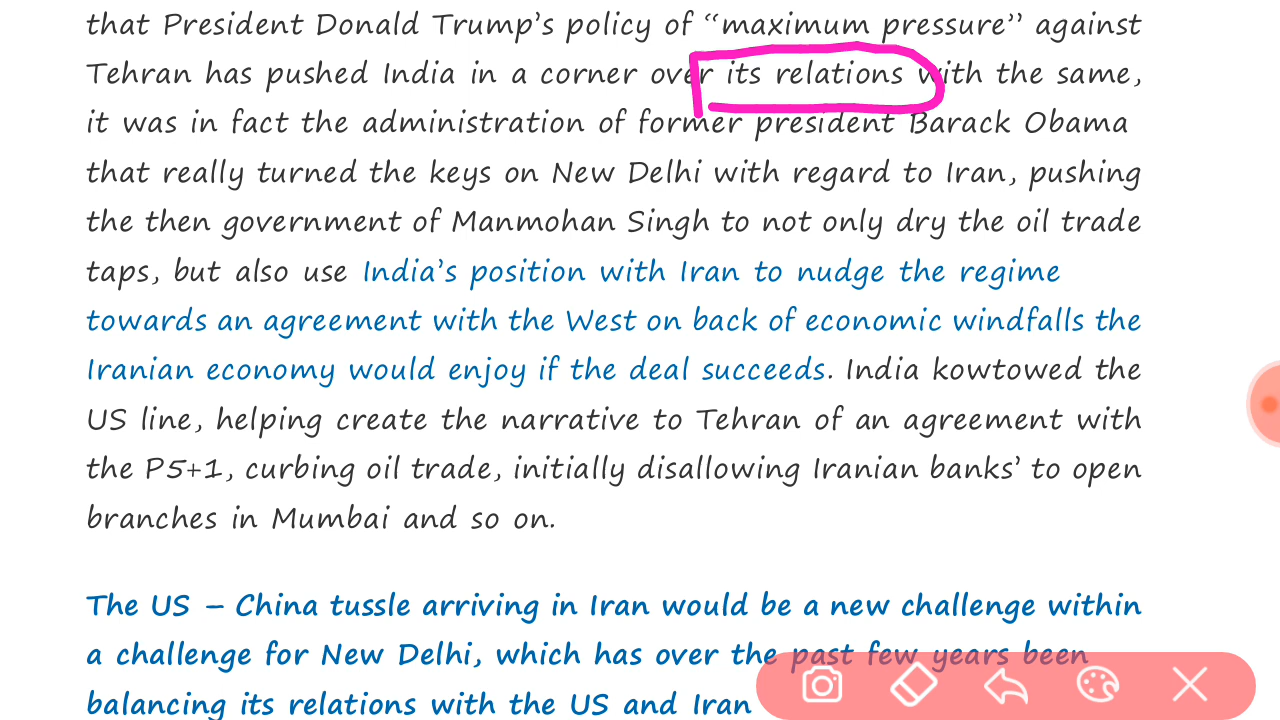 that President Donald Trump’s policy of “maximum pressure” against
Tehran has pushed India in a corner over its relations with the same,
it was in fact the administration of former president Barack Obama
that really turned the keys on New Delhi with regard to Iran, pushing
the then government of Manmohan Singh to not only dry the oil trade
taps, but also use India’s position with Iran to nudge the regime
towards an agreement with the West on back of economic windfalls the
Iranian economy would enjoy if the deal succeeds. India kowtowed the
US line, helping create the narrative to Tehran of an agreement with
the P5+1, curbing oil trade, initially disallowing Iranian banks’ to open
branches in Mumbai and so on.
The US – China tussle arriving in Iran would be a new challenge within
a challenge for New Delhi, which has over the past few years been
balancing its relations with the US and Iran